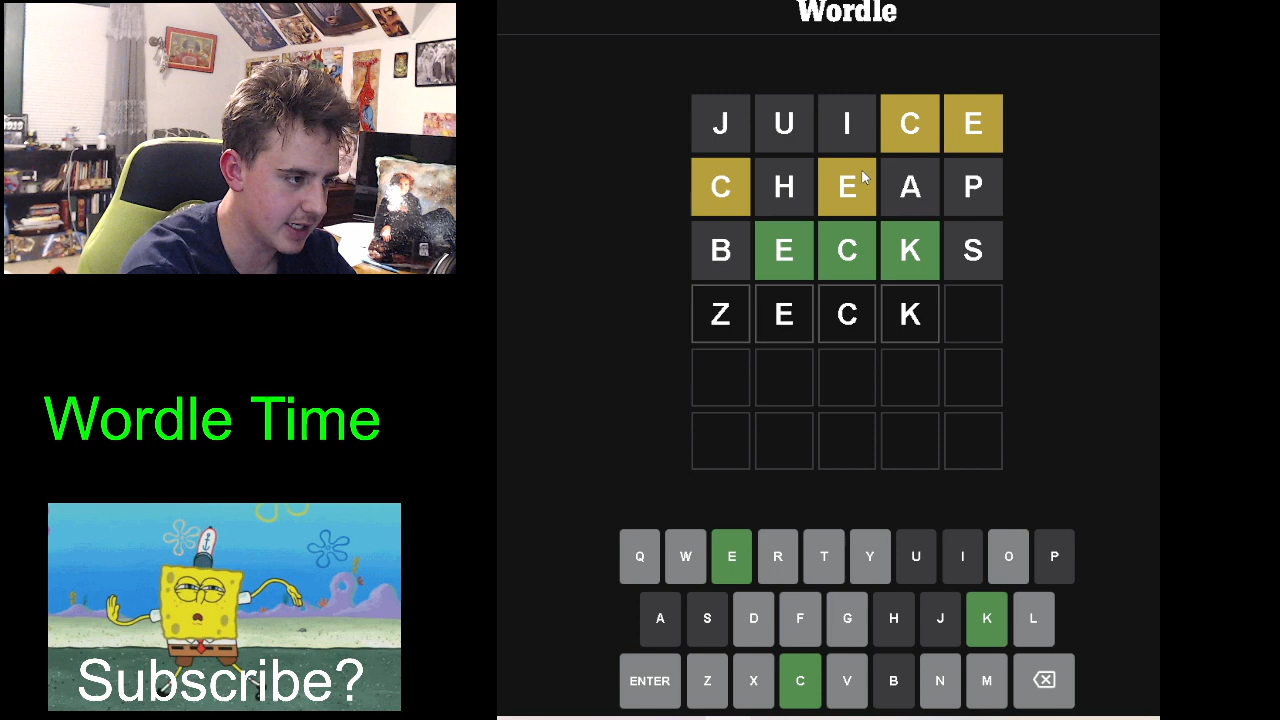 Wordle
J U I C E
C H E A P
B E C K S
Z E C K
Wordle Time
Q W E R T Y U I O P
A S D F G H J K L
ENTER Z X C V B N M
Subscribe?